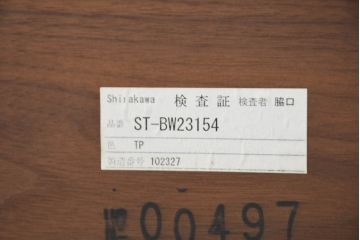 Shirakawa 検査証 検査者 脇口
品番 ST-BW23154
色 TP
製造番号 102327
00497